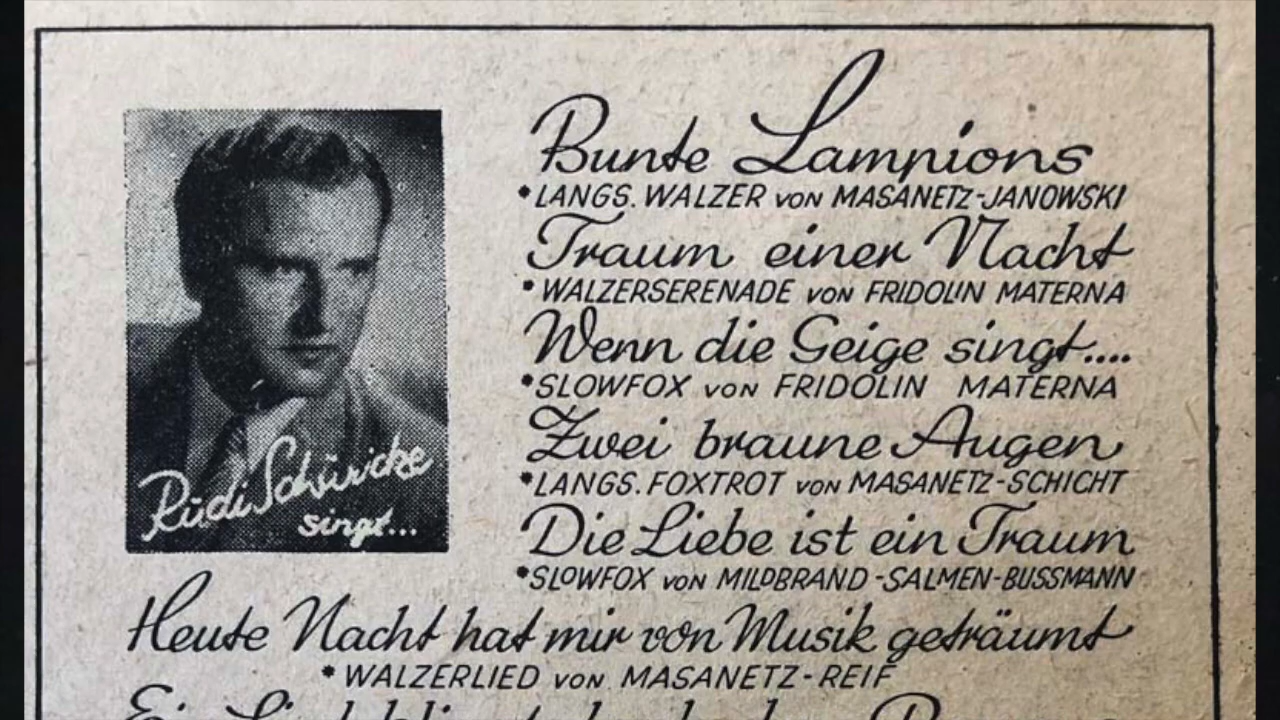 Rudi Schuricke
singt...
Bunte Lampions
*LANGS. WALZER VON MASANETZ-JANOWSKI
Traum einer Nacht
*WALZERSERENADE VON FRIDOLIN MATERNA
Wenn die Geige singt....
*SLOWFOX VON FRIDOLIN MATERNA
Zwei braune Augen
*LANGS. FOXTROT VON MASANETZ-SCHICHT
Die Liebe ist ein Traum
*SLOWFOX VON MILDBRAND-SALMEN-BUSSMANN
Heute Nacht hat mir von Musik geträumt
*WALZERLIED VON MASANETZ-REIF